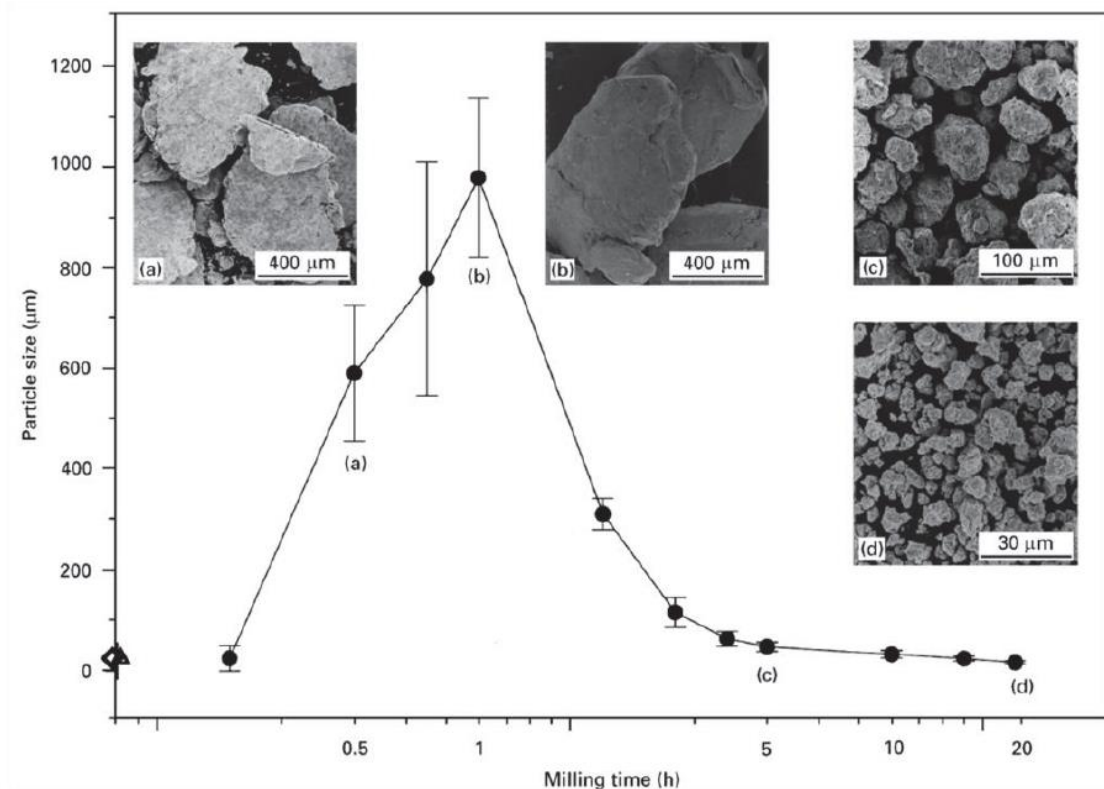 1200
1000
800
600
400
200
0
Particle size (μm)
(a)
400 μm
(b)
400 μm
(c)
100 μm
(d)
30 μm
(a)
(b)
(c)
(d)
0.5
1
5
10
20
Milling time (h)